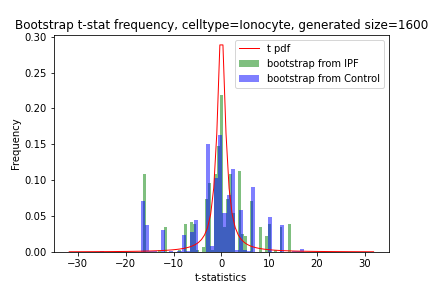 Bootstrap t-stat frequency, celltype=Ionocyte, generated size=1600
t pdf
bootstrap from IPF
bootstrap from Control
Frequency
0.30
0.25
0.20
0.15
0.10
0.05
0.00
−30 −20 −10 0 10 20 30
t-statistics